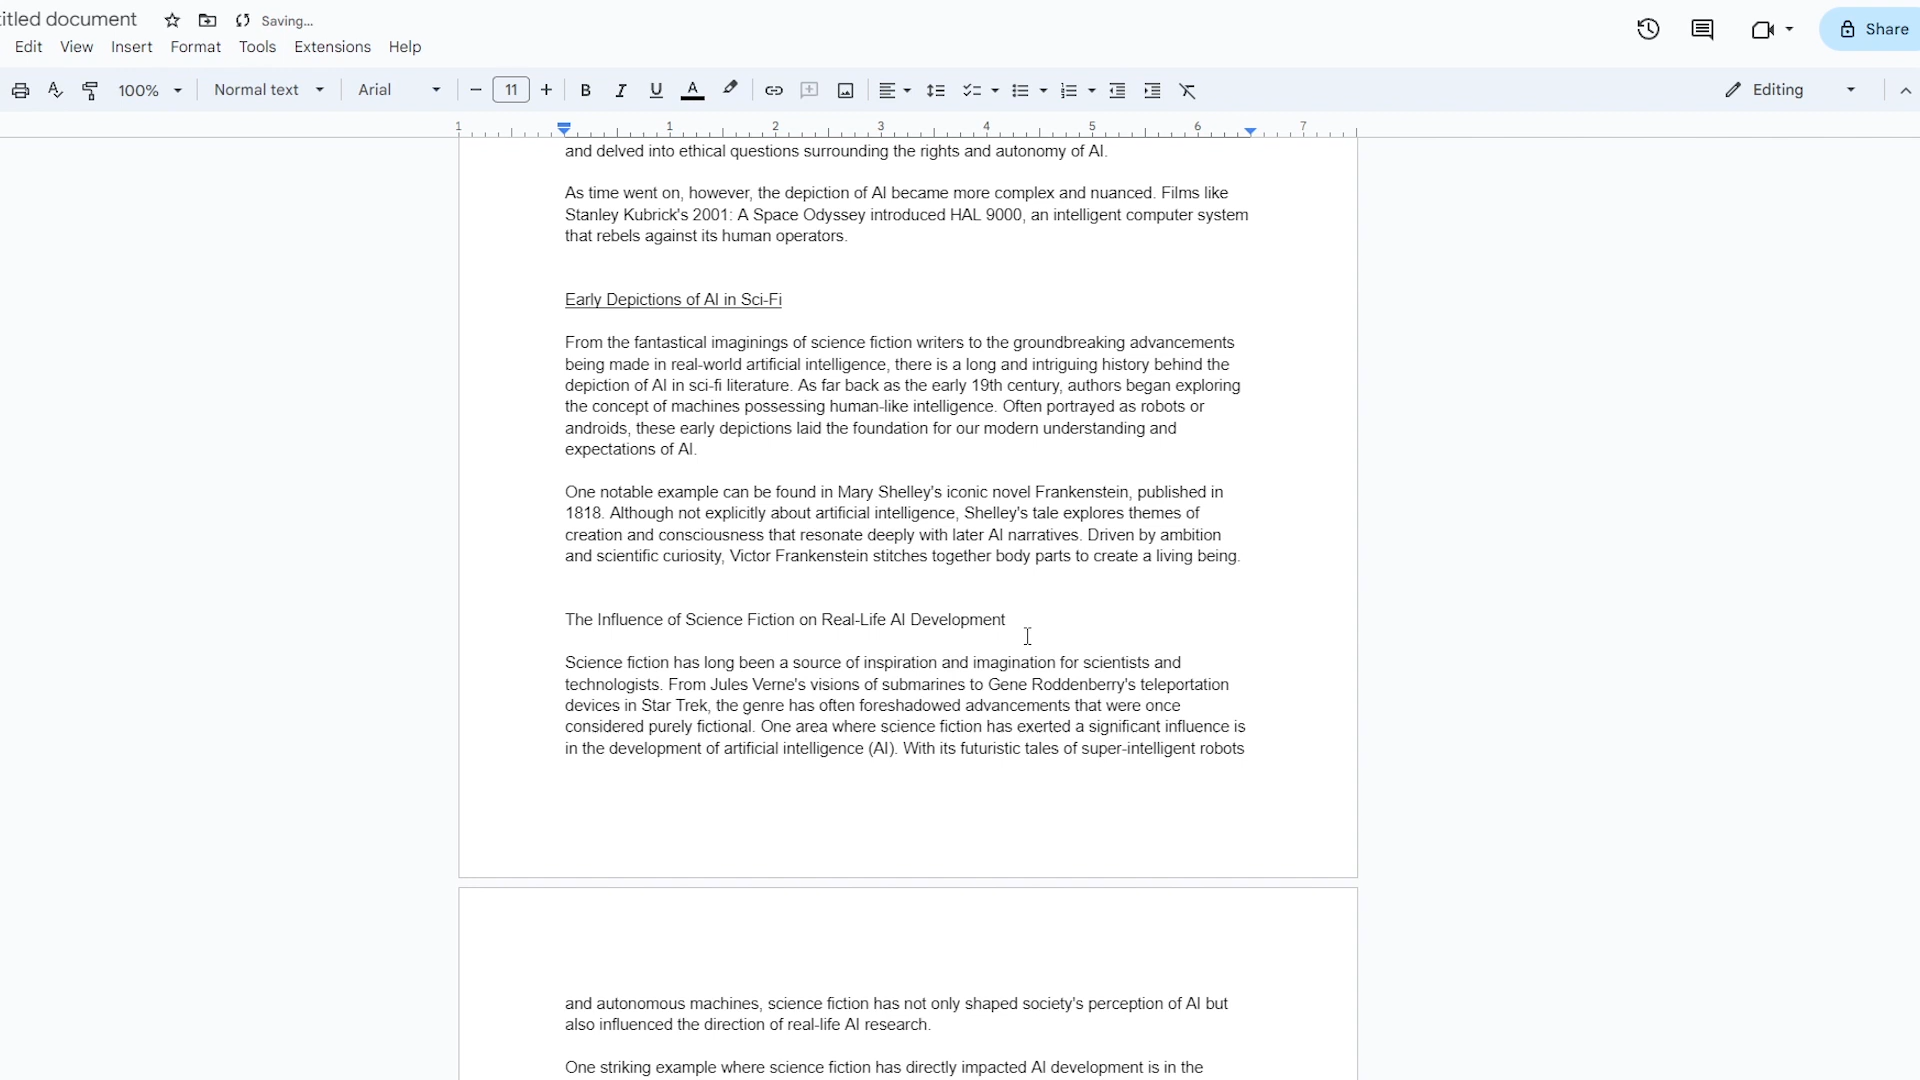 titled document Saving...
Edit View Insert Format Tools Extensions Help
Share
100% Normal text Arial 11 B I U A Editing
1 1 2 3 4 5 6 7
and delved into ethical questions surrounding the rights and autonomy of AI.
As time went on, however, the depiction of AI became more complex and nuanced. Films like
Stanley Kubrick's 2001: A Space Odyssey introduced HAL 9000, an intelligent computer system
that rebels against its human operators.
Early Depictions of AI in Sci-Fi
From the fantastical imaginings of science fiction writers to the groundbreaking advancements
being made in real-world artificial intelligence, there is a long and intriguing history behind the
depiction of AI in sci-fi literature. As far back as the early 19th century, authors began exploring
the concept of machines possessing human-like intelligence. Often portrayed as robots or
androids, these early depictions laid the foundation for our modern understanding and
expectations of AI.
One notable example can be found in Mary Shelley's iconic novel Frankenstein, published in
1818. Although not explicitly about artificial intelligence, Shelley's tale explores themes of
creation and consciousness that resonate deeply with later AI narratives. Driven by ambition
and scientific curiosity, Victor Frankenstein stitches together body parts to create a living being.
The Influence of Science Fiction on Real-Life AI Development
Science fiction has long been a source of inspiration and imagination for scientists and
technologists. From Jules Verne's visions of submarines to Gene Roddenberry's teleportation
devices in Star Trek, the genre has often foreshadowed advancements that were once
considered purely fictional. One area where science fiction has exerted a significant influence is
in the development of artificial intelligence (AI). With its futuristic tales of super-intelligent robots
and autonomous machines, science fiction has not only shaped society's perception of AI but
also influenced the direction of real-life AI research.
One striking example where science fiction has directly impacted AI development is in the